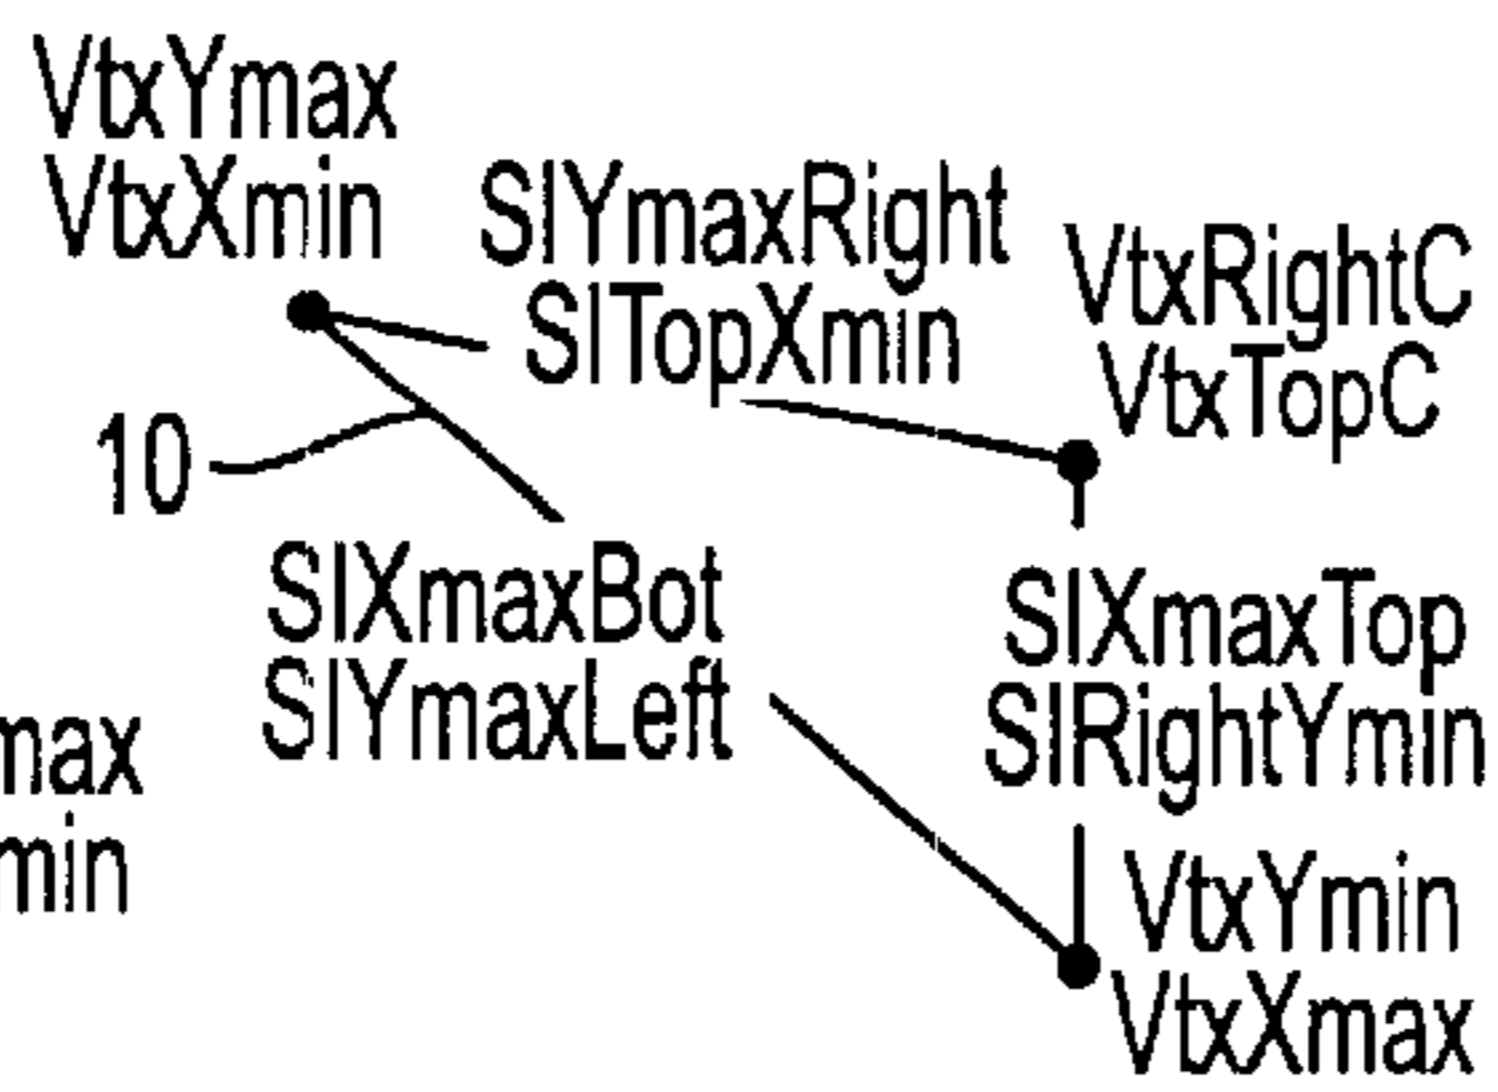 VtxYmax
VtxXmin
SlYmaxRight
SlTopXmin
VtxRightC
VtxTopC
10
SlXmaxBot
SlYmaxLeft
SlXmaxTop
SlRightYmin
max
min
VtxYmin
VtxXmax